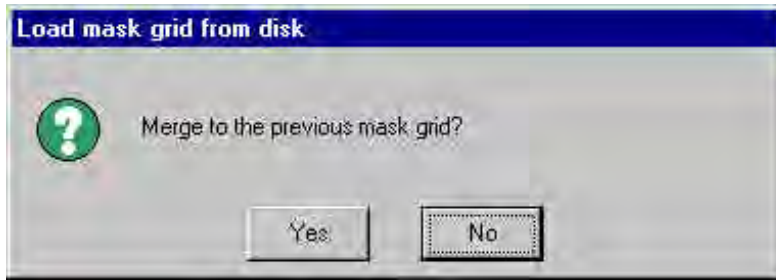 Load mask grid from disk
Merge to the previous mask grid?
Yes
No